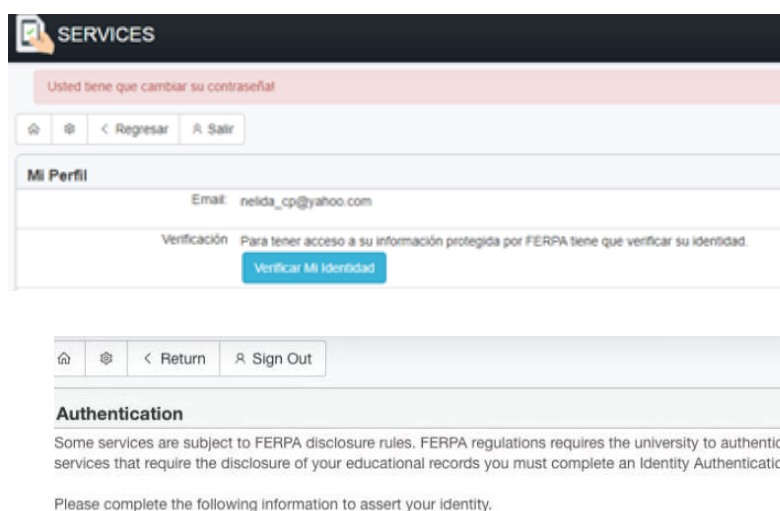 SERVICES
Usted tiene que cambiar su contraseña!
Regresar Salir
Mi Perfil
Email: nelida_cp@yahoo.com
Verificación Para tener acceso a su información protegida por FERPA tiene que verificar su identidad.
Verificar Mi Identidad
Return Sign Out
Authentication
Some services are subject to FERPA disclosure rules. FERPA regulations requires the university to authentic
services that require the disclosure of your educational records you must complete an Identity Authenticatio
Please complete the following information to assert your identity.